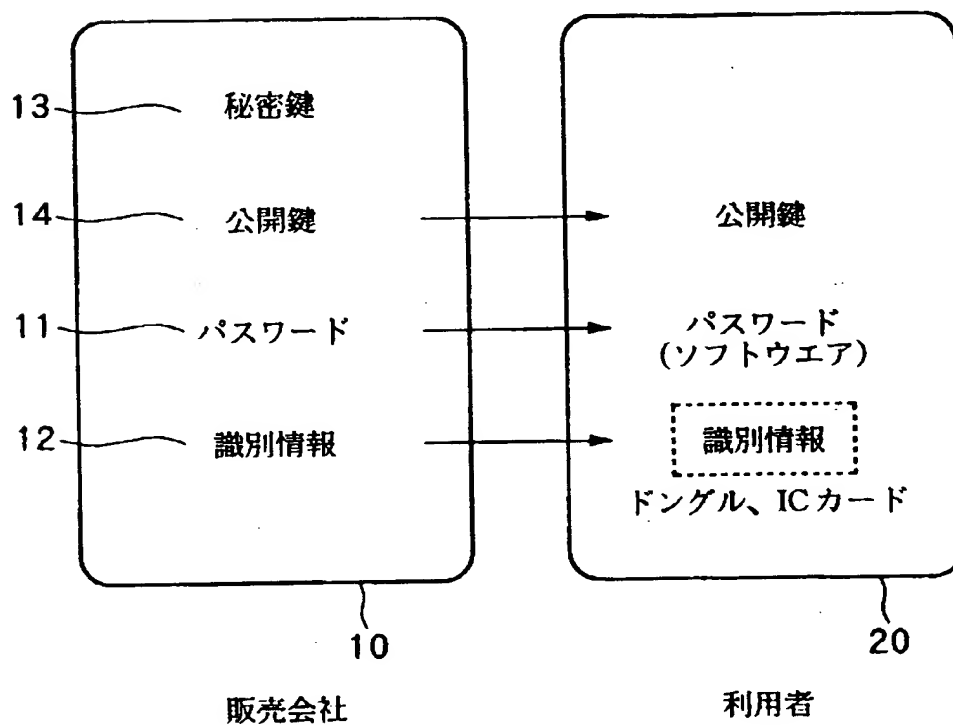 13 秘密鍵
14 公開鍵 公開鍵
11 パスワード パスワード
(ソフトウエア)
12 識別情報 識別情報
ドングル、ICカード
10 20
販売会社 利用者